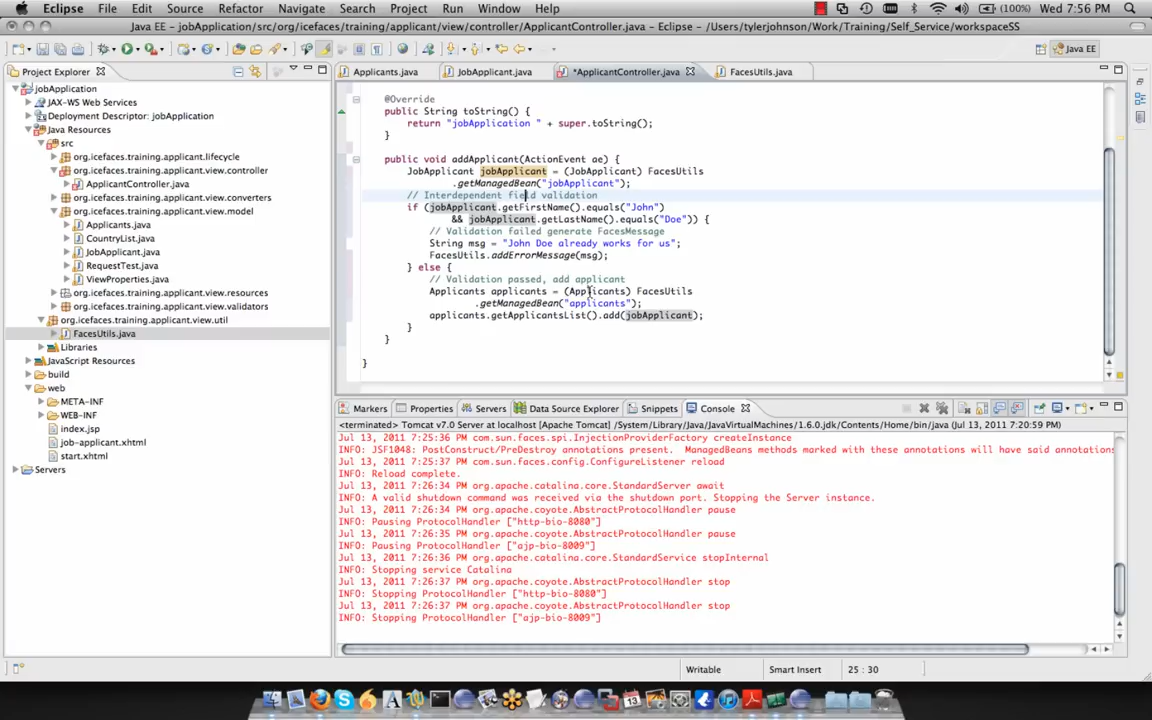 Eclipse File Edit Source Refactor Navigate Search Project Run Window Help (100%) Wed 7:56 PM
Java EE - jobApplication/src/org/icefaces/training/applicant/view/controller/ApplicantController.java - Eclipse - /Users/tylerjohnson/Work/Training/Self_Service/workspaceSS
Java EE
Project Explorer
Applicants.java JobApplicant.java *ApplicantController.java FacesUtils.java
jobApplication
JAX-WS Web Services
Deployment Descriptor: jobApplication
Java Resources
src
org.icefaces.training.applicant.lifecycle
org.icefaces.training.applicant.view.controller
ApplicantController.java
org.icefaces.training.applicant.view.converters
org.icefaces.training.applicant.view.model
Applicants.java
CountryList.java
JobApplicant.java
RequestTest.java
ViewProperties.java
org.icefaces.training.applicant.view.resources
org.icefaces.training.applicant.view.validators
org.icefaces.training.applicant.view.util
FacesUtils.java
Libraries
JavaScript Resources
build
web
META-INF
WEB-INF
index.jsp
job-applicant.xhtml
start.xhtml
Servers
@Override
public String toString() {
return "jobApplication " + super.toString();
}
public void addApplicant(ActionEvent ae) {
JobApplicant jobApplicant = (JobApplicant) FacesUtils
.getManagedBean("jobApplicant");
// Interdependent field validation
if (jobApplicant.getFirstName().equals("John")
&& jobApplicant.getLastName().equals("Doe")) {
// Validation failed generate FacesMessage
String msg = "John Doe already works for us";
FacesUtils.addErrorMessage(msg);
} else {
// Validation passed, add applicant
Applicants applicants = (Applicants) FacesUtils
.getManagedBean("applicants");
applicants.getApplicantsList().add(jobApplicant);
}
}
}
Markers Properties Servers Data Source Explorer Snippets Console
<terminated> Tomcat v7.0 Server at localhost [Apache Tomcat] /System/Library/Java/JavaVirtualMachines/1.6.0.jdk/Contents/Home/bin/java (Jul 13, 2011 7:20:59 PM)
Jul 13, 2011 7:25:36 PM com.sun.faces.spi.InjectionProviderFactory createInstance
INFO: JSF1048: PostConstruct/PreDestroy annotations present.  ManagedBeans methods marked with these annotations will have said annotations
Jul 13, 2011 7:25:37 PM com.sun.faces.config.ConfigureListener reload
INFO: Reload complete.
Jul 13, 2011 7:26:34 PM org.apache.catalina.core.StandardServer await
INFO: A valid shutdown command was received via the shutdown port. Stopping the Server instance.
Jul 13, 2011 7:26:34 PM org.apache.coyote.AbstractProtocolHandler pause
INFO: Pausing ProtocolHandler ["http-bio-8080"]
Jul 13, 2011 7:26:35 PM org.apache.coyote.AbstractProtocolHandler pause
INFO: Pausing ProtocolHandler ["ajp-bio-8009"]
Jul 13, 2011 7:26:36 PM org.apache.catalina.core.StandardService stopInternal
INFO: Stopping service Catalina
Jul 13, 2011 7:26:37 PM org.apache.coyote.AbstractProtocolHandler stop
INFO: Stopping ProtocolHandler ["http-bio-8080"]
Jul 13, 2011 7:26:37 PM org.apache.coyote.AbstractProtocolHandler stop
INFO: Stopping ProtocolHandler ["ajp-bio-8009"]
Writable Smart Insert 25 : 30